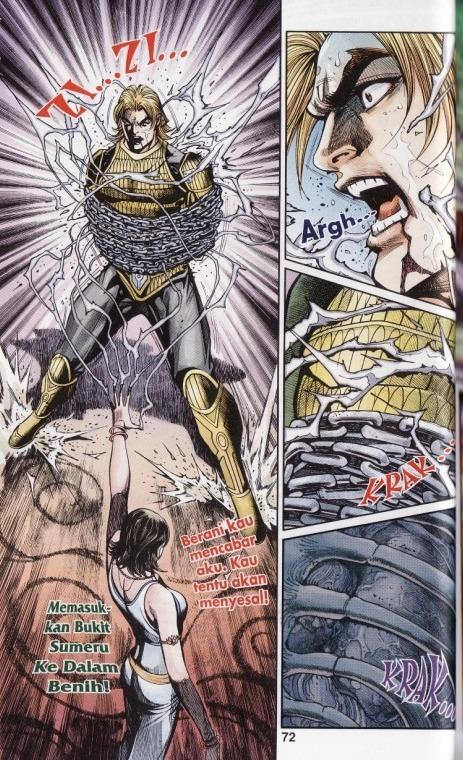 ZI...ZI...
Berani kau
mencabar
aku. Kau
tentu akan
menyesal!
Memasuk-
kan Bukit
Sumeru
Ke Dalam
Benih!
Argh...
KRAK...
KRAK...
72